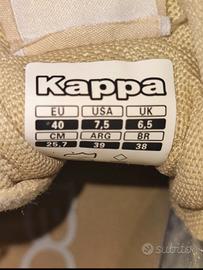 Kappa
EU USA UK
*40 7,5 6,5
CM ARG BR
25,7 39 38
subito